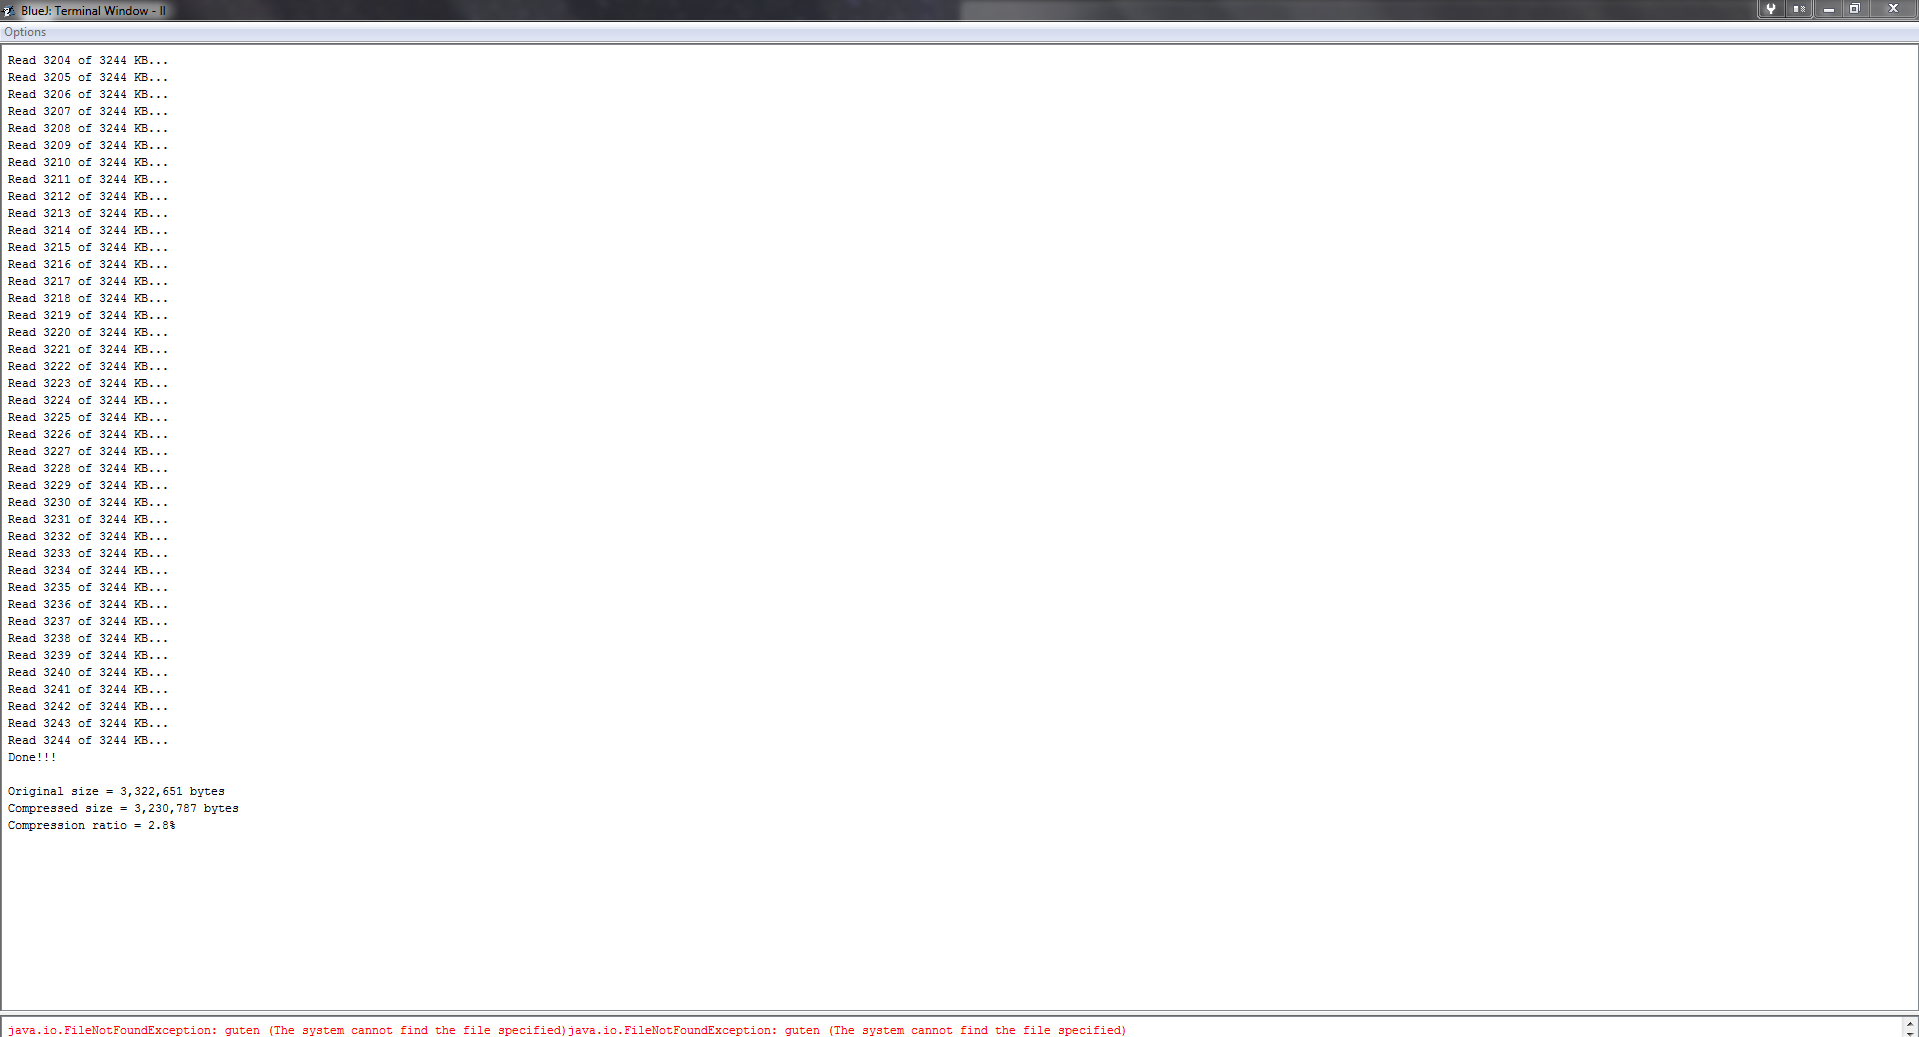 BlueJ: Terminal Window - II
Options
Read 3204 of 3244 KB...
Read 3205 of 3244 KB...
Read 3206 of 3244 KB...
Read 3207 of 3244 KB...
Read 3208 of 3244 KB...
Read 3209 of 3244 KB...
Read 3210 of 3244 KB...
Read 3211 of 3244 KB...
Read 3212 of 3244 KB...
Read 3213 of 3244 KB...
Read 3214 of 3244 KB...
Read 3215 of 3244 KB...
Read 3216 of 3244 KB...
Read 3217 of 3244 KB...
Read 3218 of 3244 KB...
Read 3219 of 3244 KB...
Read 3220 of 3244 KB...
Read 3221 of 3244 KB...
Read 3222 of 3244 KB...
Read 3223 of 3244 KB...
Read 3224 of 3244 KB...
Read 3225 of 3244 KB...
Read 3226 of 3244 KB...
Read 3227 of 3244 KB...
Read 3228 of 3244 KB...
Read 3229 of 3244 KB...
Read 3230 of 3244 KB...
Read 3231 of 3244 KB...
Read 3232 of 3244 KB...
Read 3233 of 3244 KB...
Read 3234 of 3244 KB...
Read 3235 of 3244 KB...
Read 3236 of 3244 KB...
Read 3237 of 3244 KB...
Read 3238 of 3244 KB...
Read 3239 of 3244 KB...
Read 3240 of 3244 KB...
Read 3241 of 3244 KB...
Read 3242 of 3244 KB...
Read 3243 of 3244 KB...
Read 3244 of 3244 KB...
Done!!!
Original size = 3,322,651 bytes
Compressed size = 3,230,787 bytes
Compression ratio = 2.8%
java.io.FileNotFoundException: guten (The system cannot find the file specified)java.io.FileNotFoundException: guten (The system cannot find the file specified)